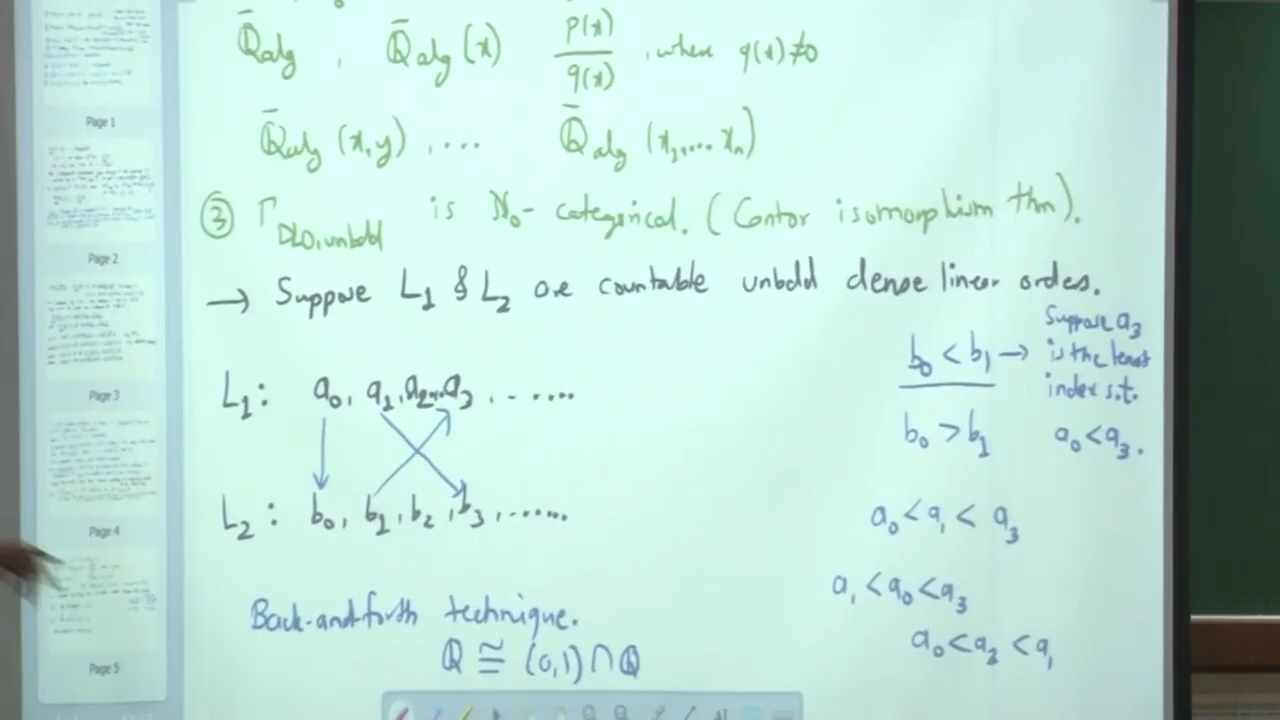 Q̄alg , Q̄alg (x) p(x)/q(x) , where q(x)≠0
Q̄alg (x,y) , .... Q̄alg (x1,.... xn)
③ ΓDLO,unbdd is ℵ0- categorical. (Cantor isomorphism thm).
→ Suppose L1 & L2 are countable unbdd dense linear orders.
L1: a0, a1, a2, a3, .......
L2: b0, b1, b2, b3, .......
b0 < b1 →
Suppose a3
is the least
index s.t.
a0 < a3.
b0 > b1
a0 < a1 < a3
a1 < a0 < a3
a0 < a3 < a1
Back-and-forth technique.
Q ≅ (0,1) ∩ Q
Page 1
Page 2
Page 3
Page 4
Page 5